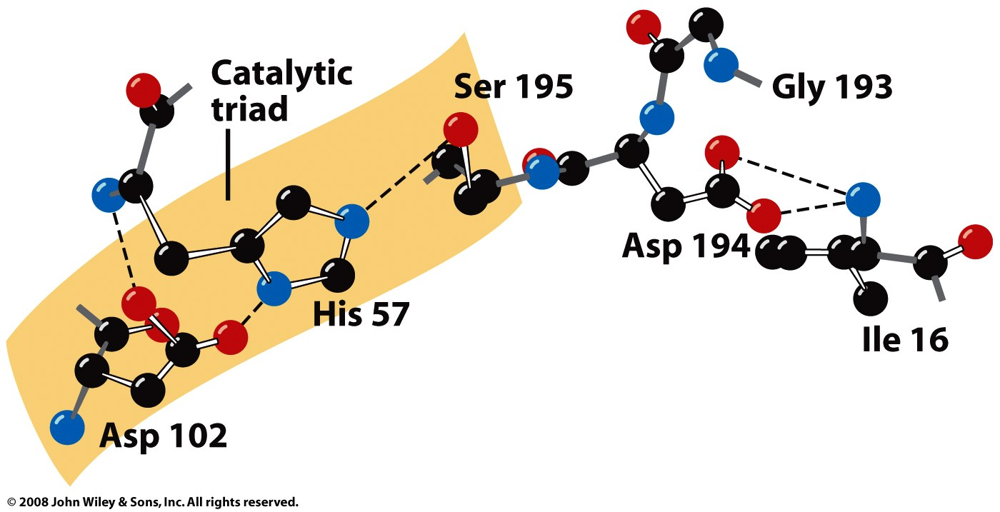 Catalytic
triad
Ser 195
Gly 193
Asp 194
His 57
Ile 16
Asp 102
© 2008 John Wiley & Sons, Inc. All rights reserved.